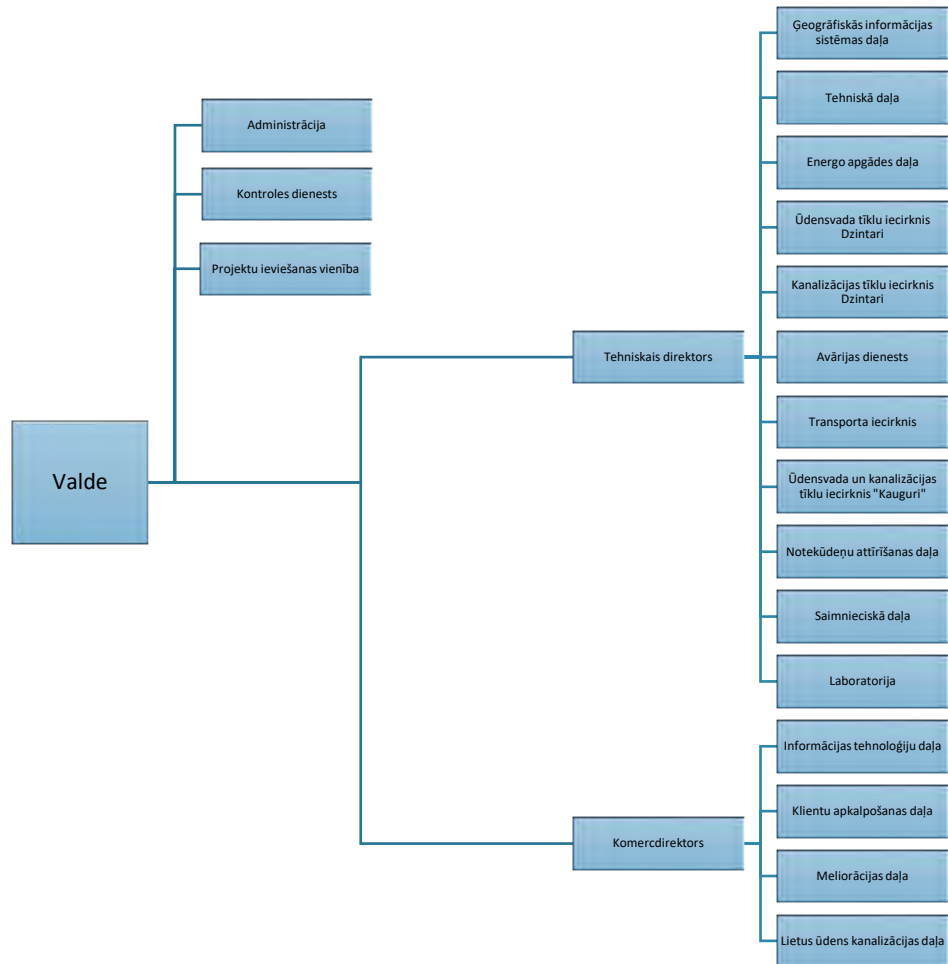 Valde
Administrācija
Kontroles dienests
Projektu ieviešanas vienība
Tehniskais direktors
Ģeogrāfiskās informācijas
sistēmas daļa
Tehniskā daļa
Energo apgādes daļa
Ūdensvada tīklu iecirknis
Dzintari
Kanalizācijas tīklu iecirknis
Dzintari
Avārijas dienests
Transporta iecirknis
Ūdensvada un kanalizācijas
tīklu iecirknis "Kauguri"
Notekūdeņu attīrīšanas daļa
Saimnieciskā daļa
Laboratorija
Komercdirektors
Informācijas tehnoloģiju daļa
Klientu apkalpošanas daļa
Meliorācijas daļa
Lietus ūdens kanalizācijas daļa